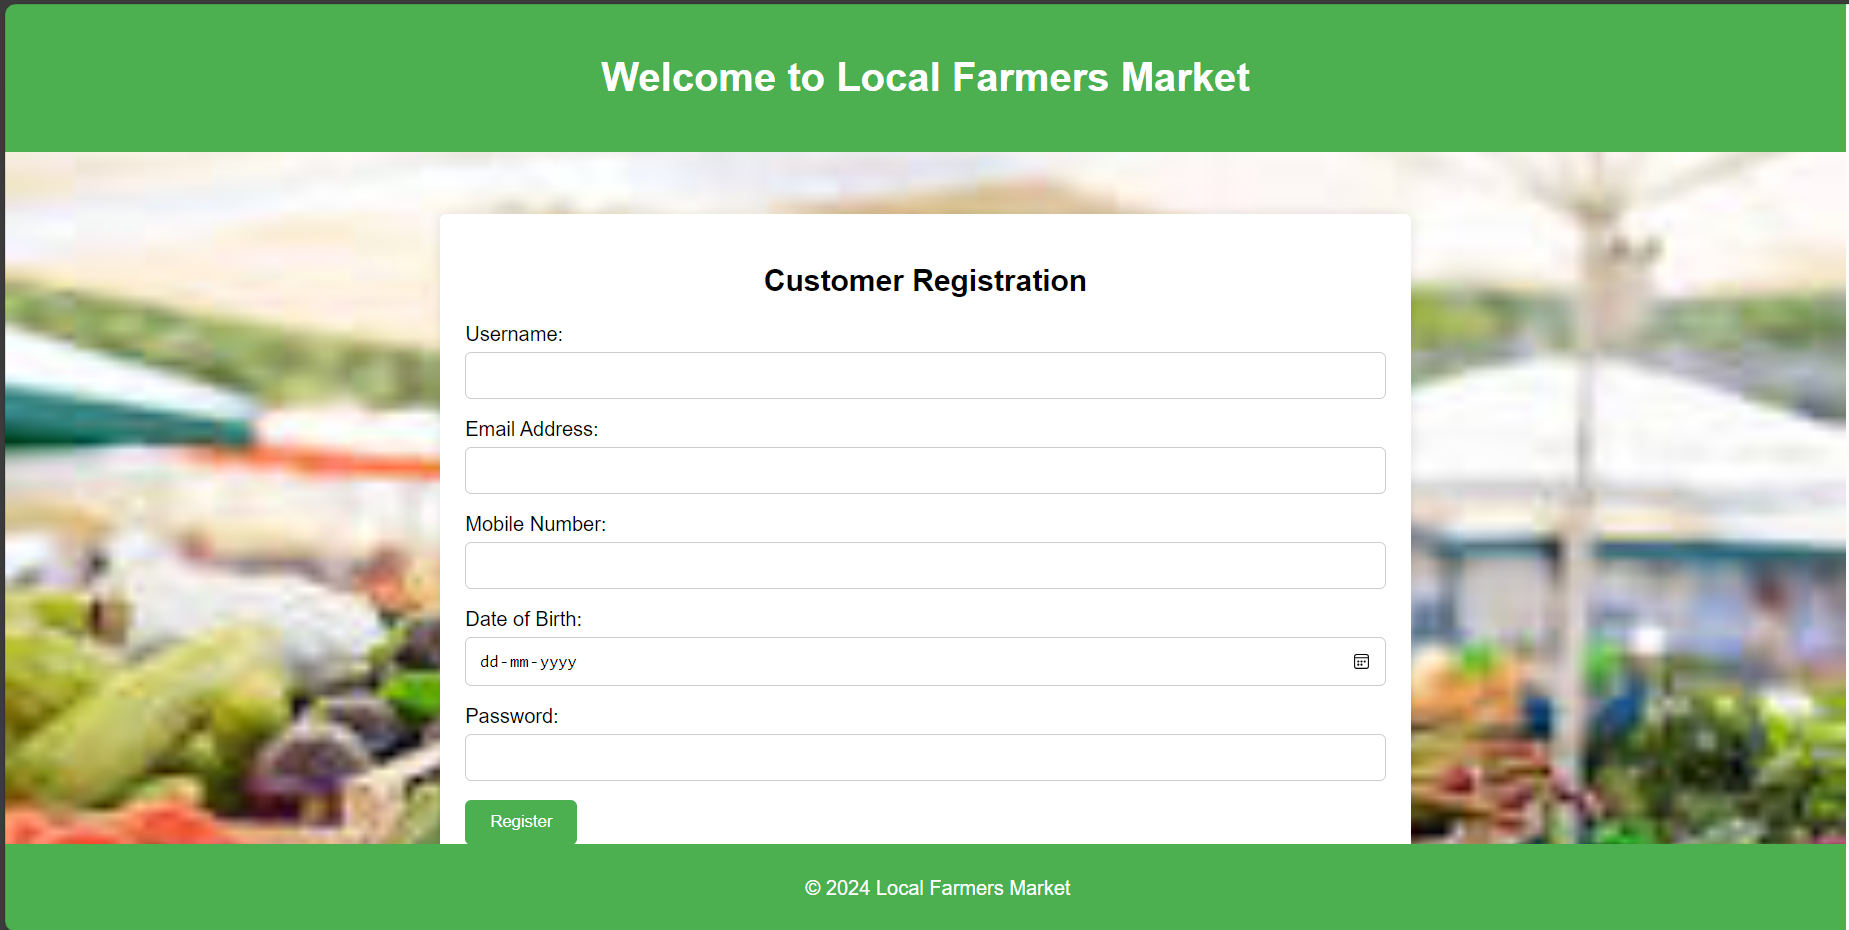 Welcome to Local Farmers Market
Customer Registration
Username:
Email Address:
Mobile Number:
Date of Birth:
dd-mm-yyyy
Password:
Register
© 2024 Local Farmers Market